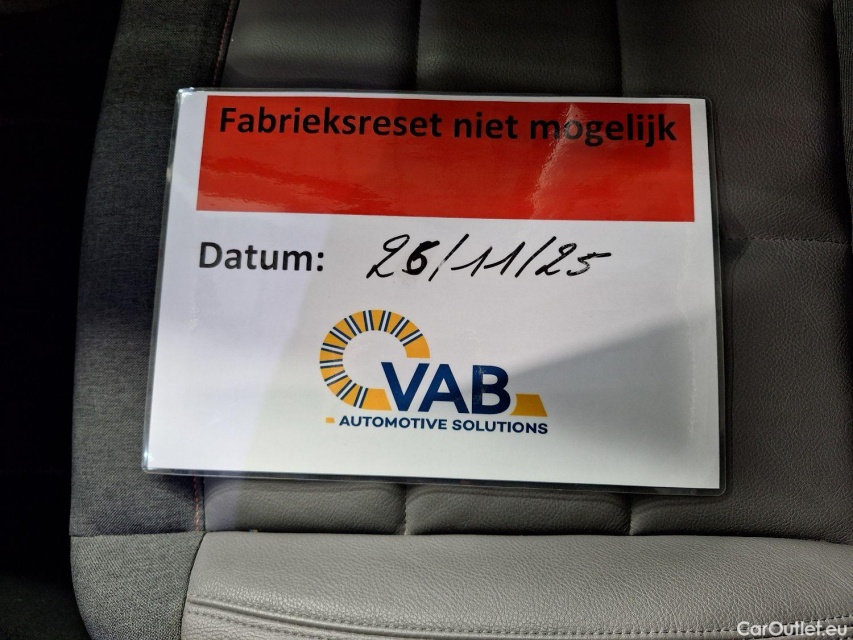 Fabrieksreset niet mogelijk
Datum: 26/11/25
VAB
AUTOMOTIVE SOLUTIONS
CarOutlet.eu